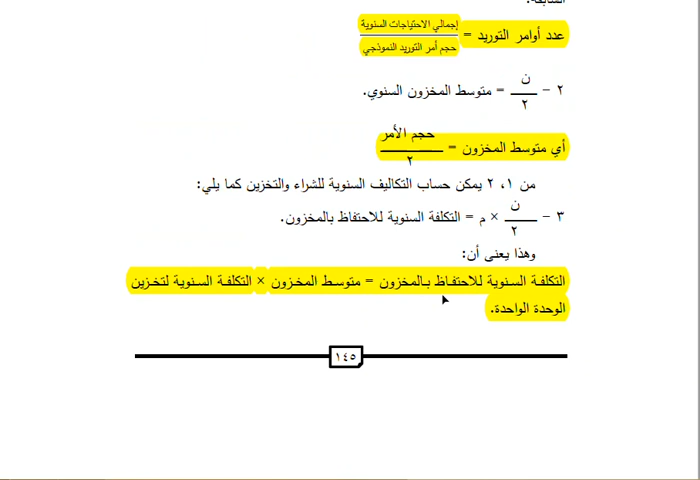 السابقة.
عدد أوامر التوريد = إجمالي الاحتياجات السنوية
حجم أمر التوريد النموذجي
٢ - ن / ٢ = متوسط المخزون السنوي.
أي متوسط المخزون = حجم الأمر / ٢
من ١، ٢ يمكن حساب التكاليف السنوية للشراء والتخزين كما يلي:
٣ - ن / ٢ × م = التكلفة السنوية للاحتفاظ بالمخزون.
وهذا يعنى أن:
التكلفة السنوية للاحتفاظ بالمخزون = متوسط المخزون × التكلفة السنوية لتخزين
الوحدة الواحدة.
١٤٥